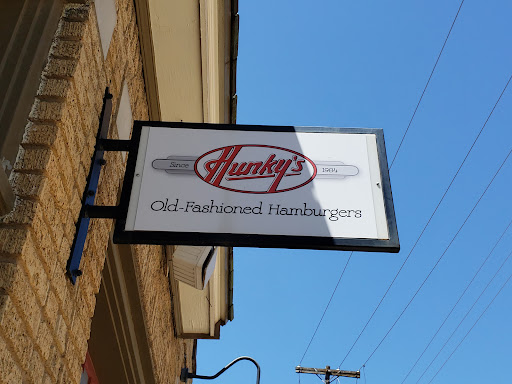 Since Hunky's 1984
Old-Fashioned Hamburgers